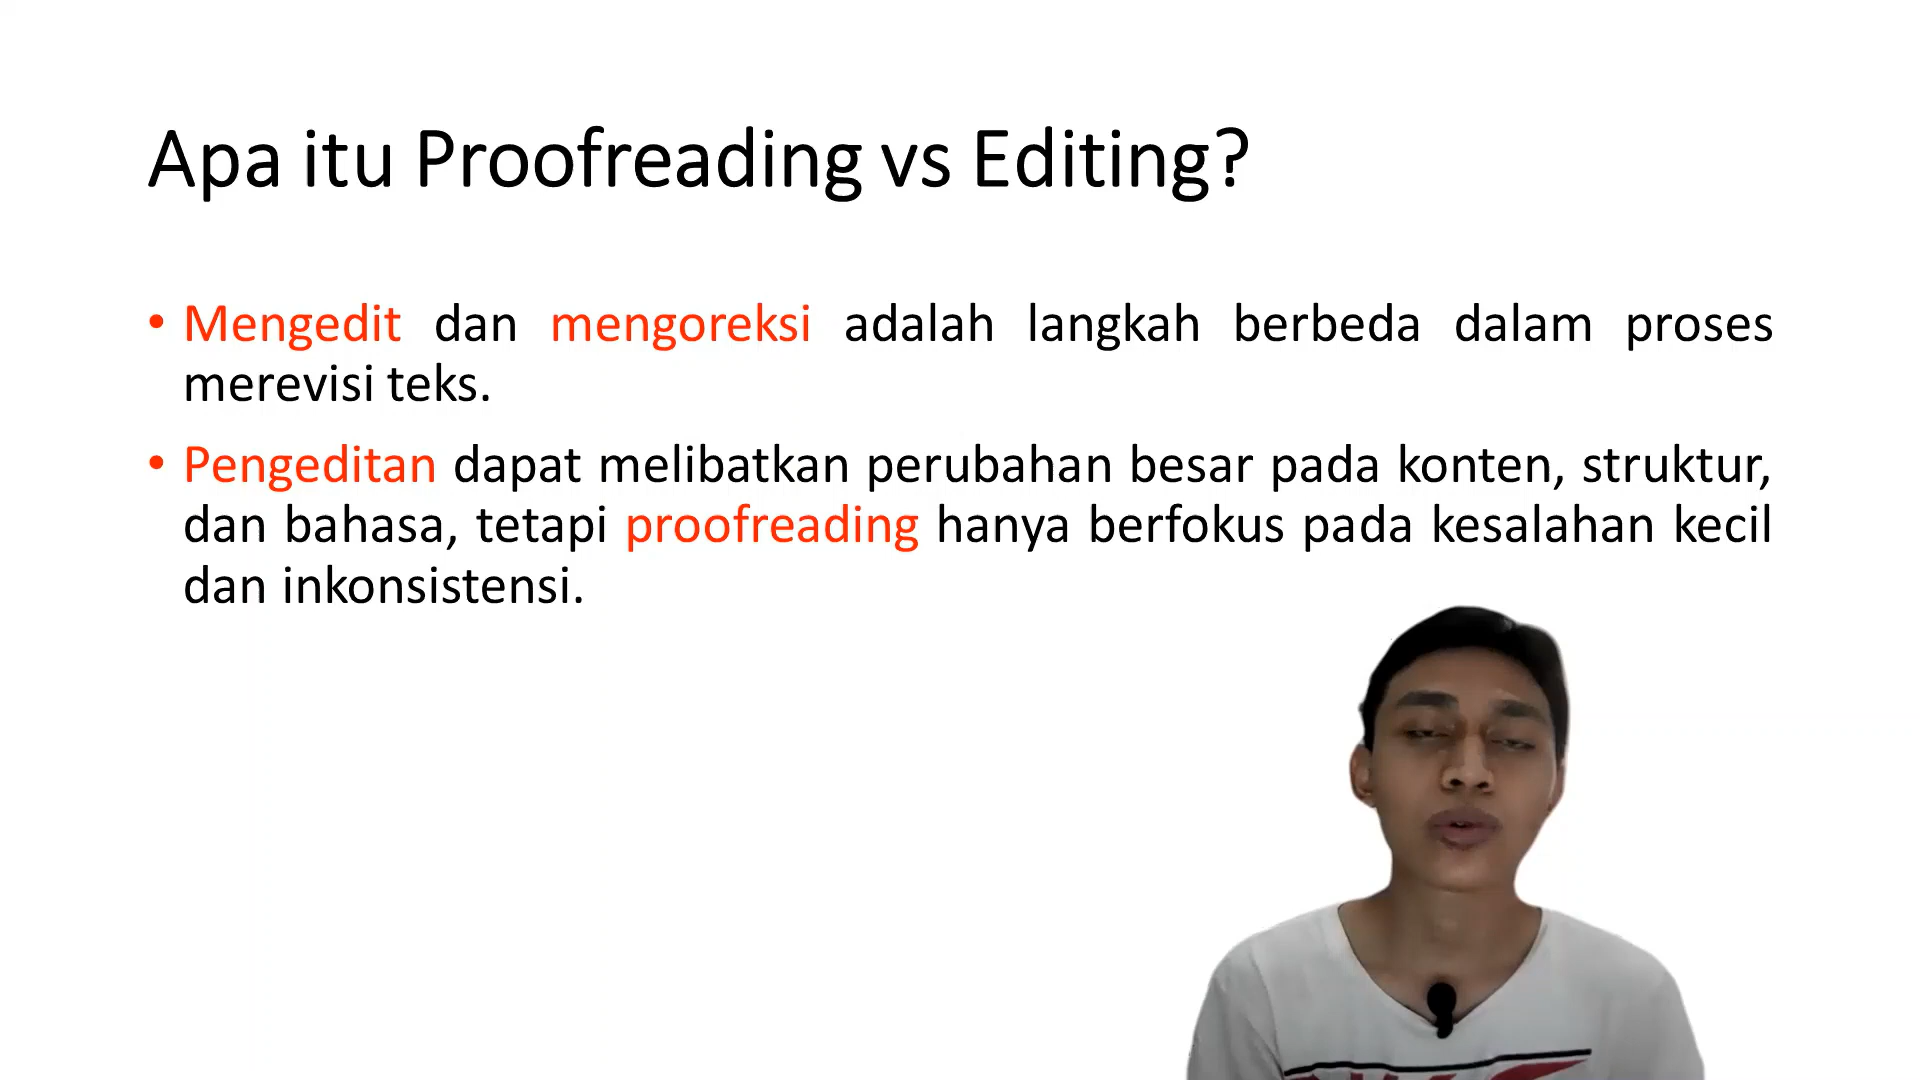 Apa itu Proofreading vs Editing?
• Mengedit dan mengoreksi adalah langkah berbeda dalam proses
merevisi teks.
• Pengeditan dapat melibatkan perubahan besar pada konten, struktur,
dan bahasa, tetapi proofreading hanya berfokus pada kesalahan kecil
dan inkonsistensi.